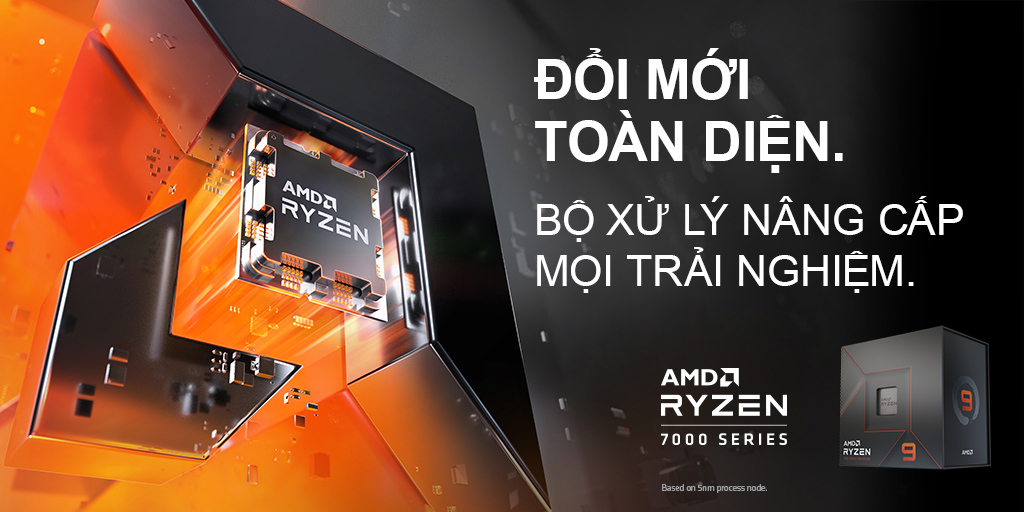 ĐỔI MỚI
TOÀN DIỆN.
BỘ XỬ LÝ NÂNG CẤP
MỌI TRẢI NGHIỆM.
AMD
RYZEN
AMD
RYZEN
7000 SERIES
Based on 5nm process node.
RYZEN
AMD
RYZEN
9
9
AMD